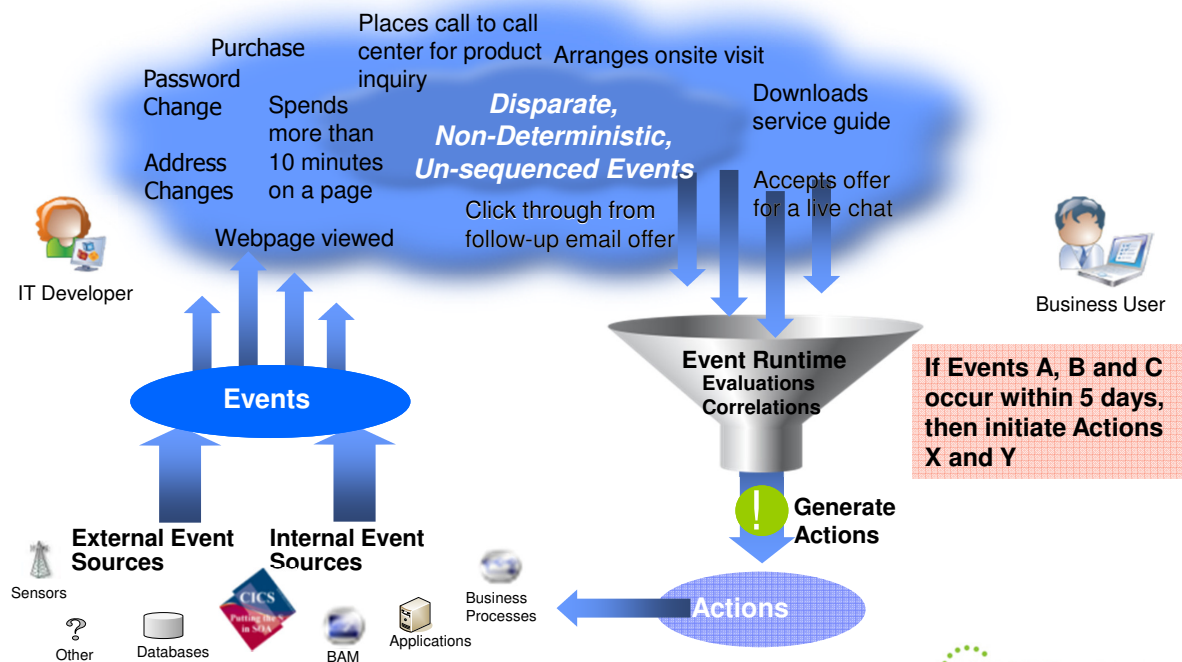 Places call to call
center for product
inquiry
Purchase
Arranges onsite visit
Password
Change
Spends
more than
10 minutes
on a page
Disparate,
Non-Deterministic,
Un-sequenced Events
Downloads
service guide
Address
Changes
Accepts offer
for a live chat
Click through from
follow-up email offer
Webpage viewed
IT Developer
Business User
Event Runtime
Evaluations
Correlations
If Events A, B and C
occur within 5 days,
then initiate Actions
X and Y
Events
Generate
Actions
External Event
Sources
Internal Event
Sources
Sensors
CICS
Putting the S
in SOA
Business
Processes
Actions
?
Other
Databases
BAM
Applications
!